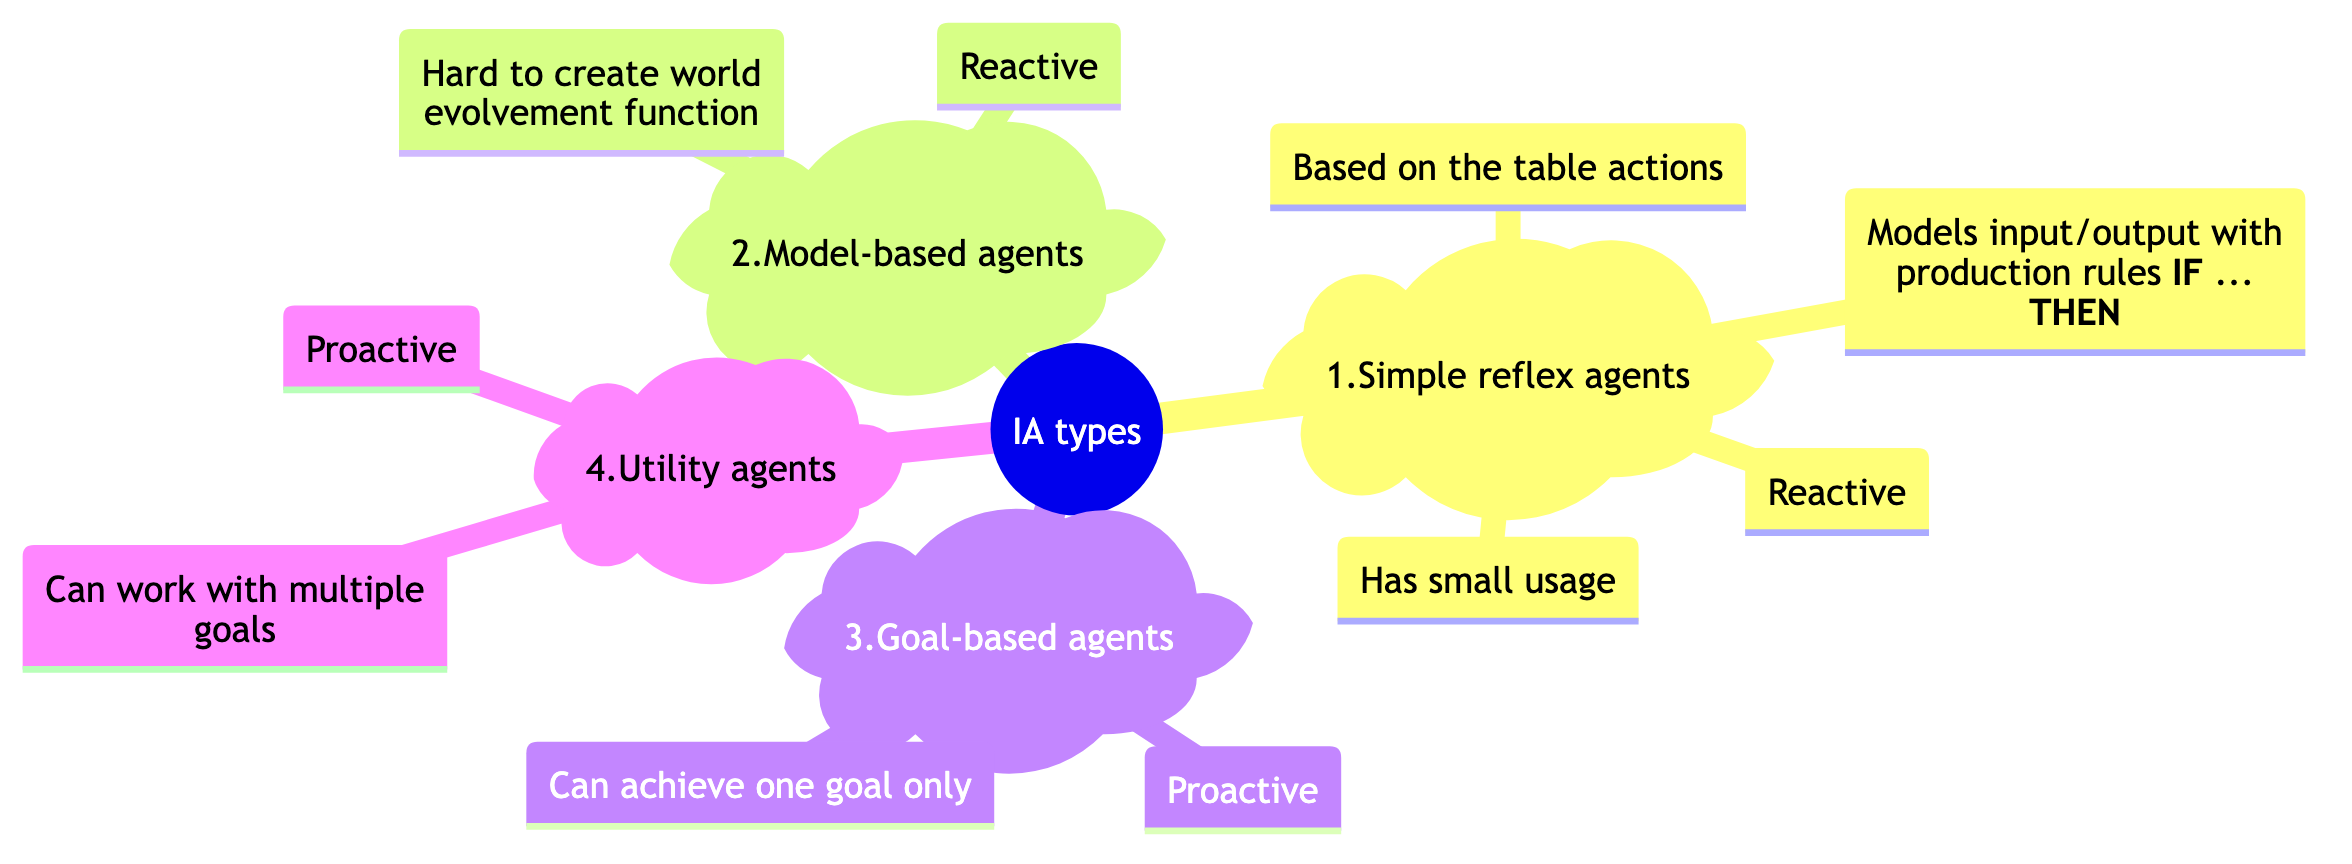 Hard to create world
evolvement function
Reactive
2.Model-based agents
Based on the table actions
Models input/output with
production rules IF ...
THEN
1.Simple reflex agents
Reactive
Has small usage
IA types
Proactive
4.Utility agents
Can work with multiple
goals
3.Goal-based agents
Can achieve one goal only
Proactive